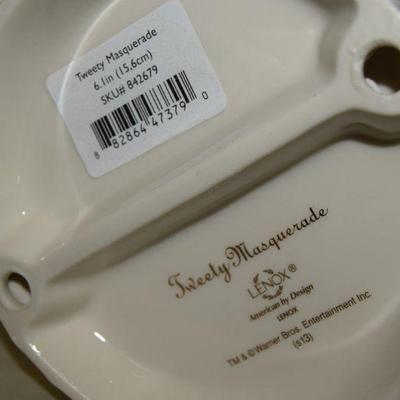 Tweety Masquerade
6.1in (15.6cm)
SKU# 842679
8 82864 47379 0
Tweety Masquerade
LENOX®
American by Design
LENOX
TM & ©Warner Bros. Entertainment Inc.
(s13)